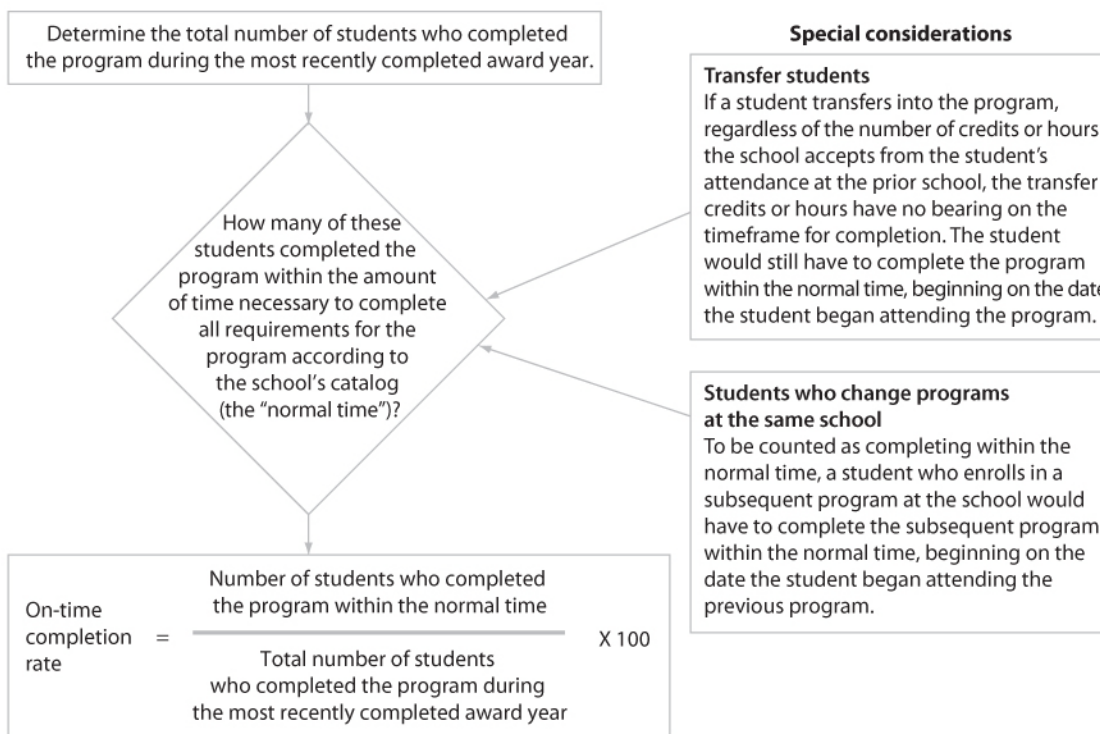 Determine the total number of students who completed
the program during the most recently completed award year.
How many of these
students completed the
program within the amount
of time necessary to complete
all requirements for the
program according to
the school's catalog
(the “normal time”)?
On-time
completion
rate
=
Number of students who completed
the program within the normal time
Total number of students
who completed the program during
the most recently completed award year
X 100
Special considerations
Transfer students
If a student transfers into the program,
regardless of the number of credits or hours
the school accepts from the student's
attendance at the prior school, the transfer
credits or hours have no bearing on the
timeframe for completion. The student
would still have to complete the program
within the normal time, beginning on the date
the student began attending the program.
Students who change programs
at the same school
To be counted as completing within the
normal time, a student who enrolls in a
subsequent program at the school would
have to complete the subsequent program
within the normal time, beginning on the
date the student began attending the
previous program.